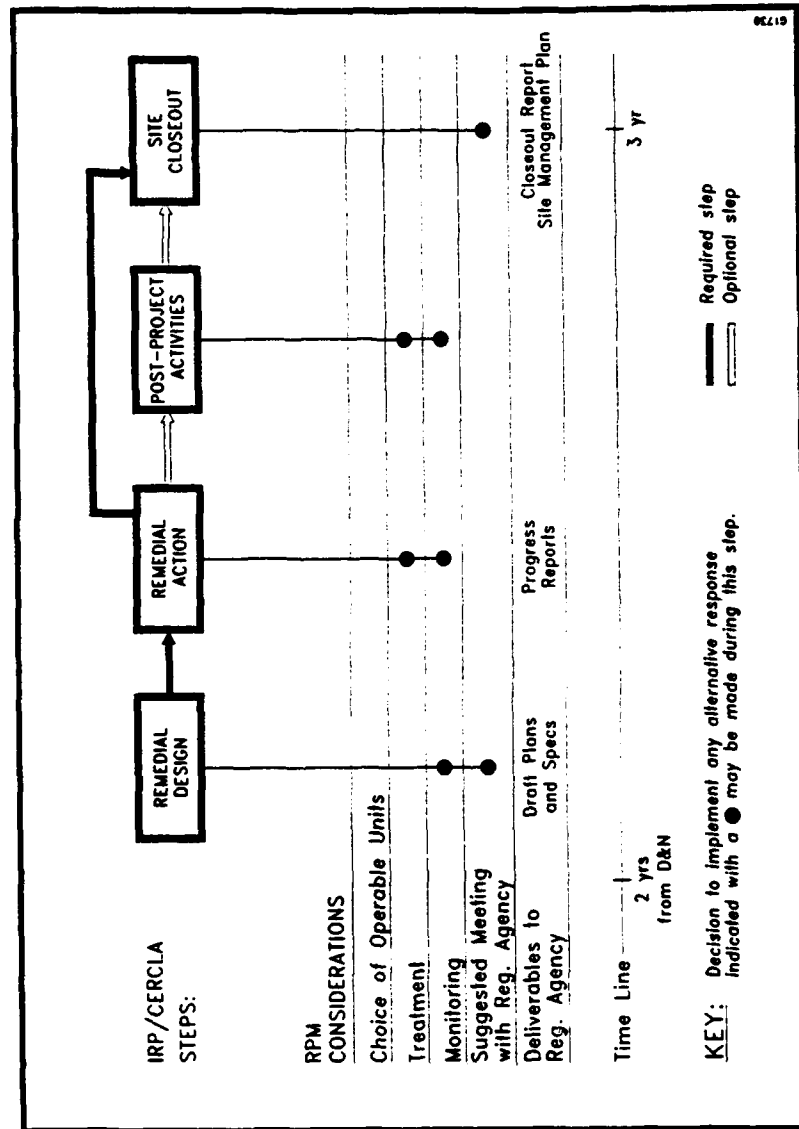 IRP/CERCLA
STEPS:
REMEDIAL
DESIGN
REMEDIAL
ACTION
POST-PROJECT
ACTIVITIES
SITE
CLOSEOUT
RPM
CONSIDERATIONS
Choice of Operable Units
Treatment
Monitoring
Suggested Meeting
with Reg. Agency
Deliverables to
Reg. Agency
Draft Plans
and Specs
Progress
Reports
Closeout Report
Site Management Plan
Time Line
2 yrs
from D&N
3 yr
KEY: Decision to implement any alternative response
indicated with a ● may be made during this step.
Required step
Optional step
G1730